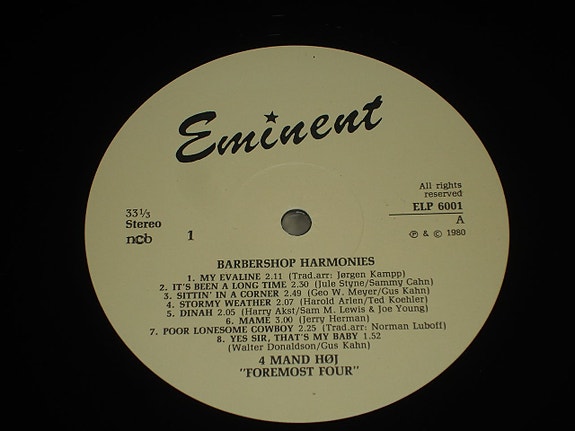 Eminent
All rights
reserved
33⅓
Stereo
ELP 6001
ncb
1
A
℗ & © 1980
BARBERSHOP HARMONIES
1. MY EVALINE 2.11 (Trad.arr: Jørgen Kampp)
2. IT'S BEEN A LONG TIME 2.30 (Jule Styne/Sammy Cahn)
3. SITTIN' IN A CORNER 2.49 (Geo W. Meyer/Gus Kahn)
4. STORMY WEATHER 2.07 (Harold Arlen/Ted Koehler)
5. DINAH 2.05 (Harry Akst/Sam M. Lewis & Joe Young)
6. MAME 3.00 (Jerry Herman)
7. POOR LONESOME COWBOY 2.25 (Trad.arr: Norman Luboff)
8. YES SIR, THAT'S MY BABY 1.52
(Walter Donaldson/Gus Kahn)
4 MAND HØJ
"FOREMOST FOUR"